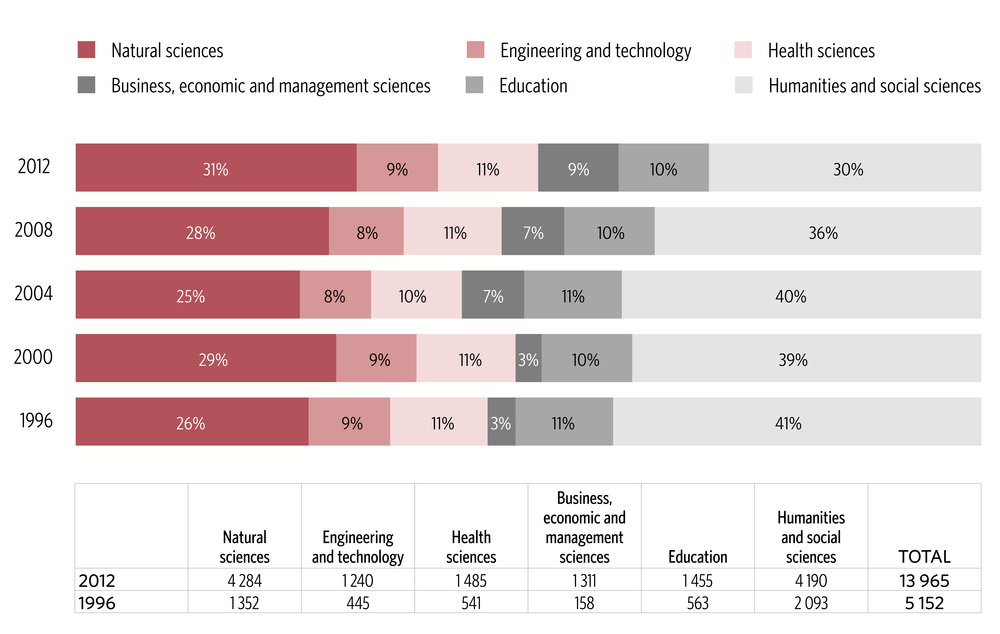 Natural sciences Engineering and technology Health sciences
Business, economic and management sciences Education Humanities and social sciences
2012 31% 9% 11% 9% 10% 30%
2008 28% 8% 11% 7% 10% 36%
2004 25% 8% 10% 7% 11% 40%
2000 29% 9% 11% 3% 10% 39%
1996 26% 9% 11% 3% 11% 41%
Natural
sciences
Engineering
and technology
Health
sciences
Business,
economic and
management
sciences
Education
Humanities
and social
sciences
TOTAL
2012 4 284 1 240 1 485 1 311 1 455 4 190 13 965
1996 1 352 445 541 158 563 2 093 5 152